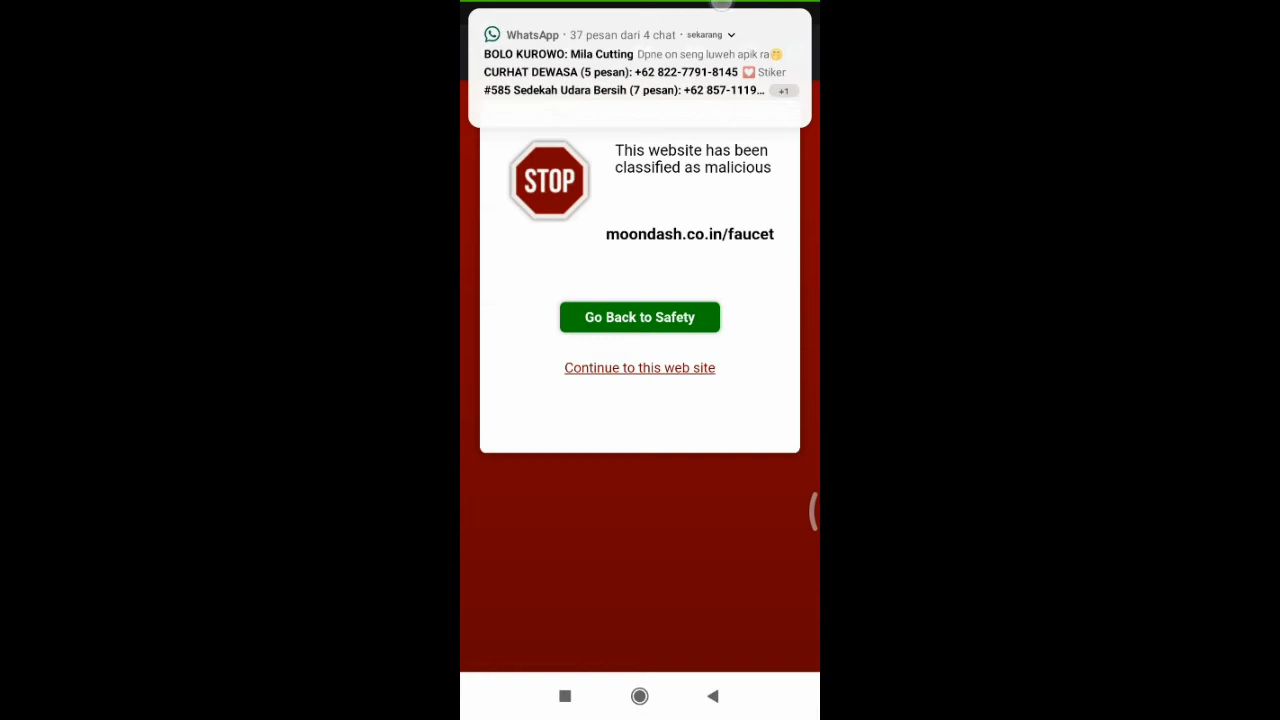 WhatsApp · 37 pesan dari 4 chat · sekarang
BOLO KUROWO: Mila Cutting Dpne on seng luweh apik ra🤭
CURHAT DEWASA (5 pesan): +62 822-7791-8145 💟 Stiker
#585 Sedekah Udara Bersih (7 pesan): +62 857-1119... +1
STOP
This website has been
classified as malicious
moondash.co.in/faucet
Go Back to Safety
Continue to this web site